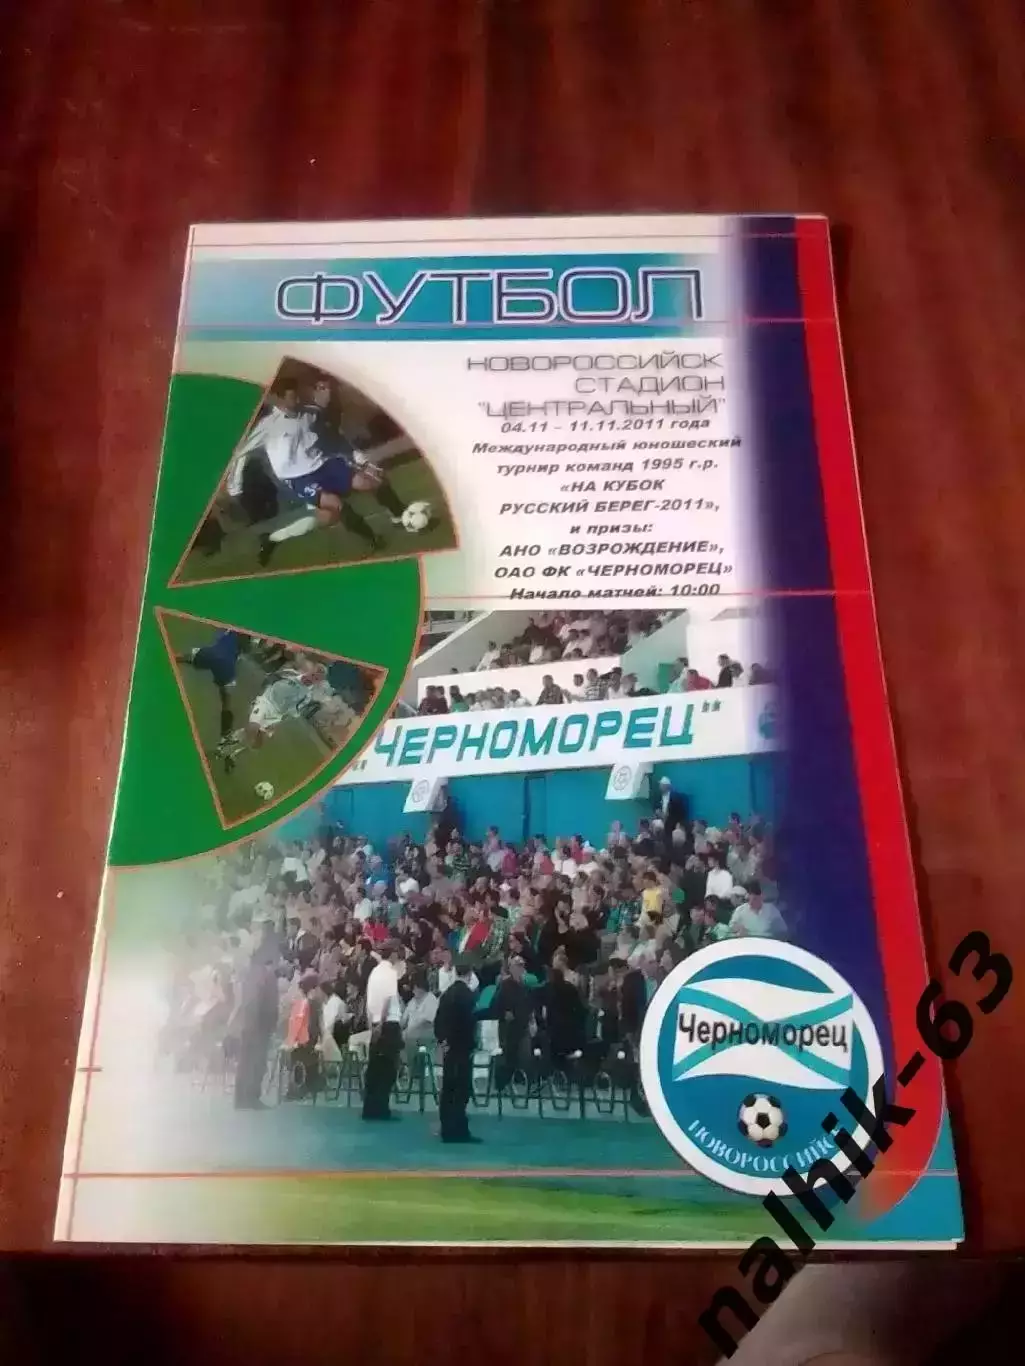 ФУТБОЛ
НОВОРОССИЙСК
СТАДИОН
"ЦЕНТРАЛЬНЫЙ"
04.11 - 11.11.2011 года
Международный юношеский
турнир команд 1995 г.р.
«НА КУБОК
РУССКИЙ БЕРЕГ-2011»,
и призы:
АНО «ВОЗРОЖДЕНИЕ»,
ОАО ФК «ЧЕРНОМОРЕЦ»
Начало матчей: 10:00
"ЧЕРНОМОРЕЦ"
Черноморец
НОВОРОССИЙСК
nalhik-63